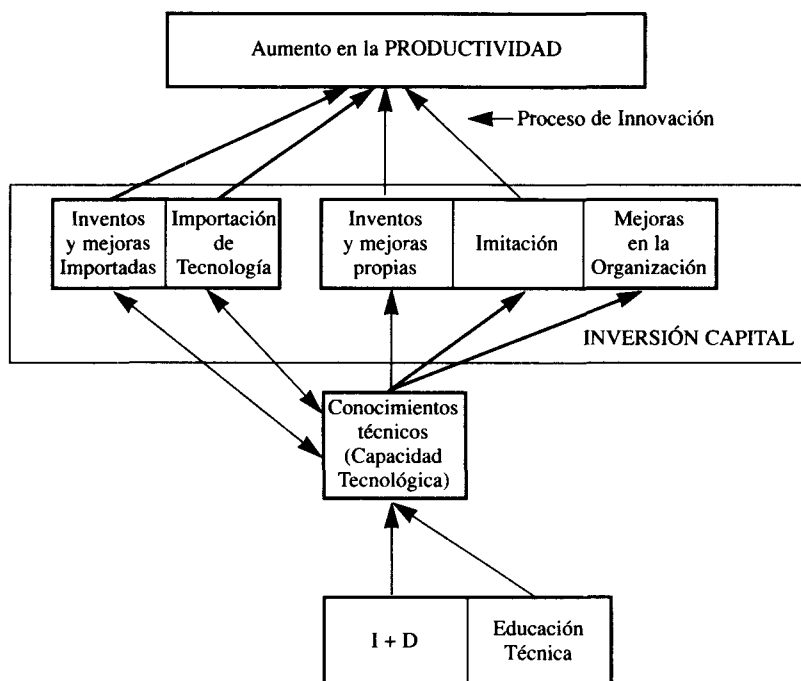 Aumento en la PRODUCTIVIDAD
Proceso de Innovación
Inventos
y mejoras
Importadas
Importación
de
Tecnología
Inventos
y mejoras
propias
Imitación
Mejoras
en la
Organización
INVERSIÓN CAPITAL
Conocimientos
técnicos
(Capacidad
Tecnológica)
I + D
Educación
Técnica